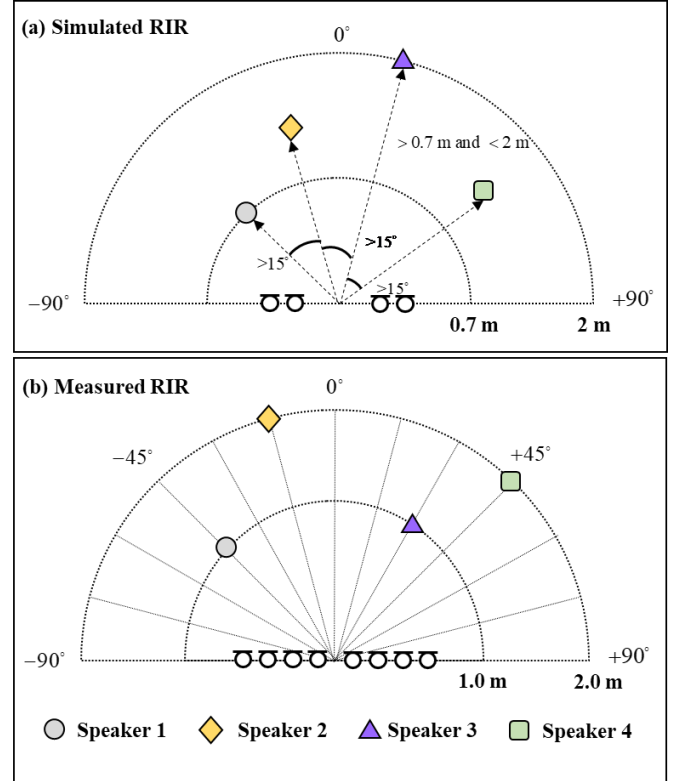 (a) Simulated RIR
0°
> 0.7 m and < 2 m
>15°
>15°
>15°
−90°
+90°
0.7 m
2 m
(b) Measured RIR
0°
−45°
+45°
−90°
+90°
1.0 m
2.0 m
Speaker 1
Speaker 2
Speaker 3
Speaker 4